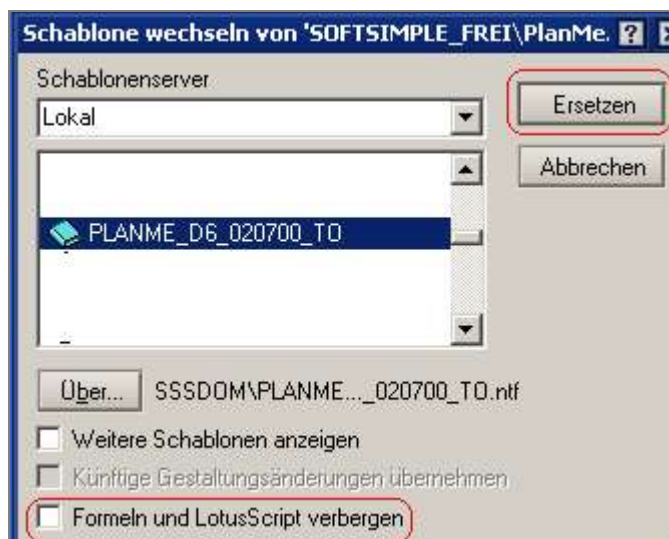 Schablone wechseln von 'SOFTSIMPLE_FREI\PlanMe.
Schablonenserver
Lokal
Ersetzen
Abbrechen
PLANME_D6_020700_TO
Über... SSSDOM\PLANME..._020700_TO.ntf
Weitere Schablonen anzeigen
Künftige Gestaltungsänderungen übernehmen
Formeln und LotusScript verbergen